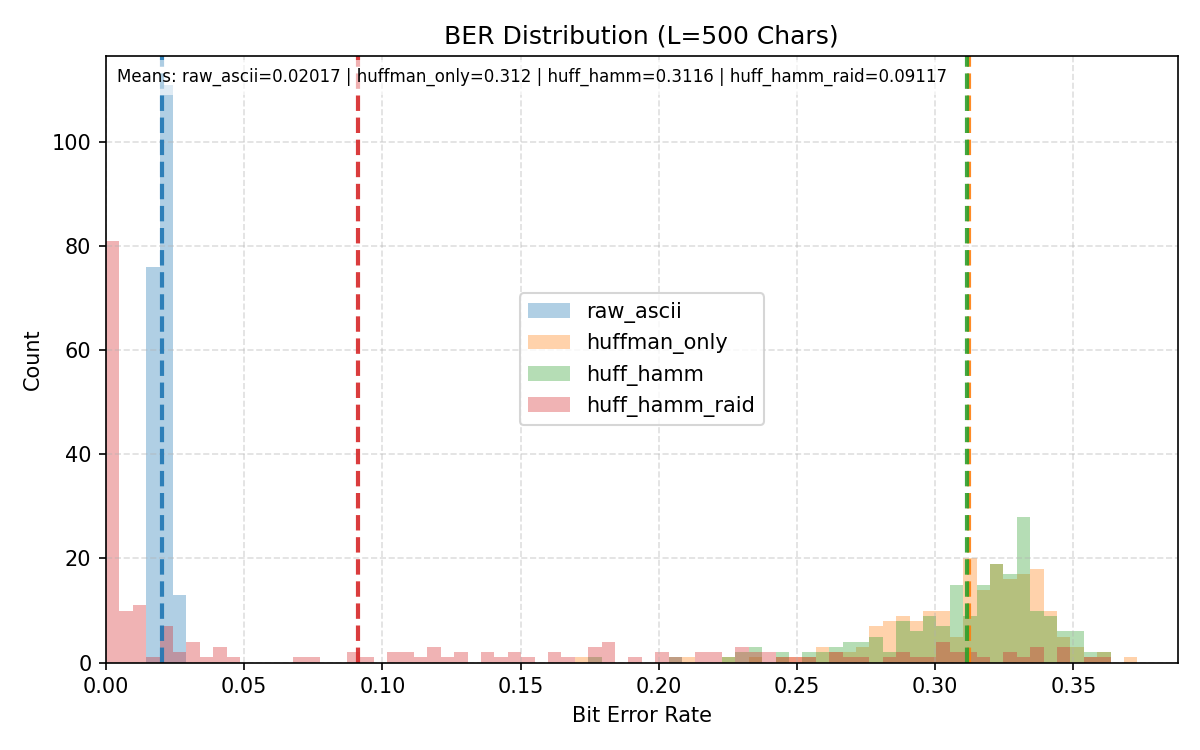 BER Distribution (L=500 Chars)
Means: raw_ascii=0.02017 | huffman_only=0.312 | huff_hamm=0.3116 | huff_hamm_raid=0.09117
100
80
60
40
20
0
Count
raw_ascii
huffman_only
huff_hamm
huff_hamm_raid
0.00 0.05 0.10 0.15 0.20 0.25 0.30 0.35
Bit Error Rate